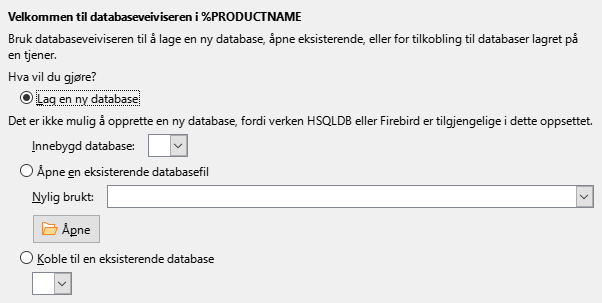 Velkommen til databaseveiviseren i %PRODUCTNAME
Bruk databaseveiviseren til å lage en ny database, åpne eksisterende, eller for tilkobling til databaser lagret på
en tjener.
Hva vil du gjøre?
Lag en ny database
Det er ikke mulig å opprette en ny database, fordi verken HSQLDB eller Firebird er tilgjengelige i dette oppsettet.
Innebygd database:
Åpne en eksisterende databasefil
Nylig brukt:
Åpne
Koble til en eksisterende database